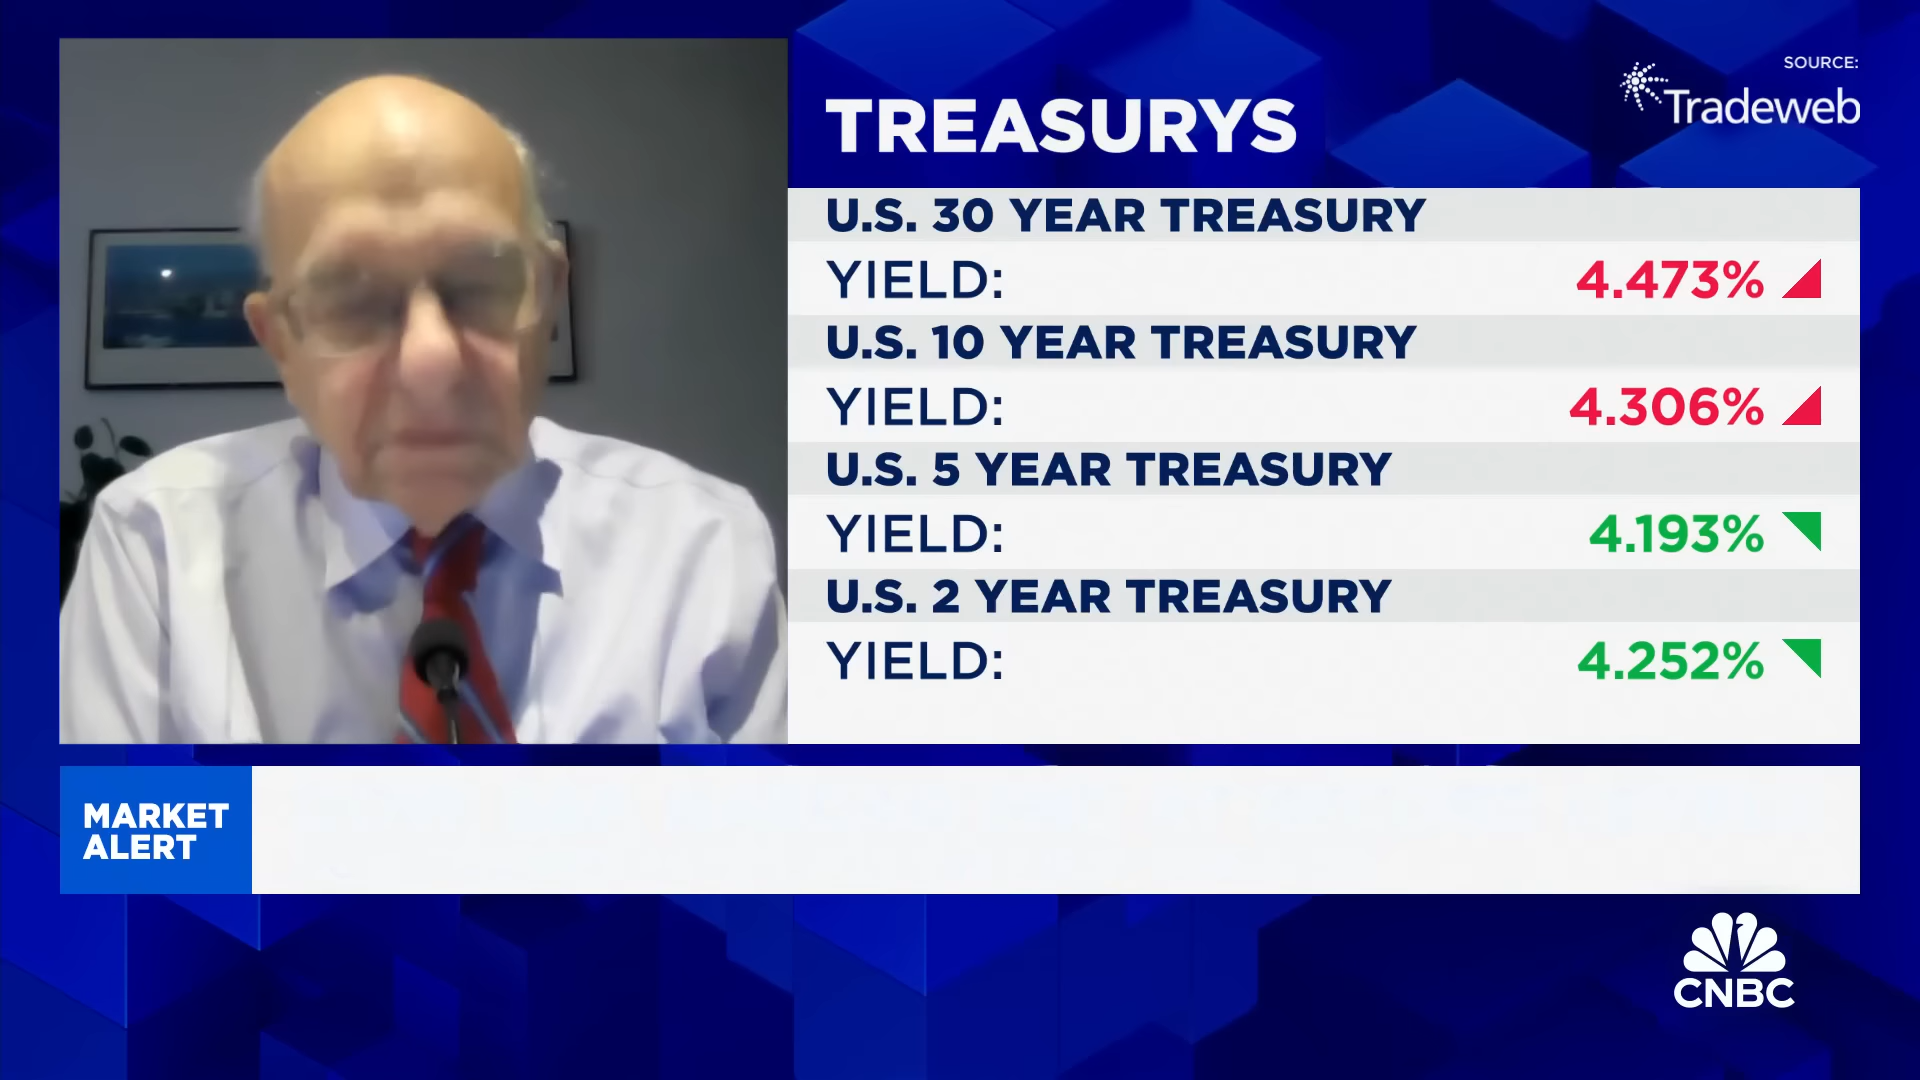 SOURCE:
Tradeweb
TREASURYS
U.S. 30 YEAR TREASURY
YIELD: 4.473%
U.S. 10 YEAR TREASURY
YIELD: 4.306%
U.S. 5 YEAR TREASURY
YIELD: 4.193%
U.S. 2 YEAR TREASURY
YIELD: 4.252%
MARKET
ALERT
CNBC